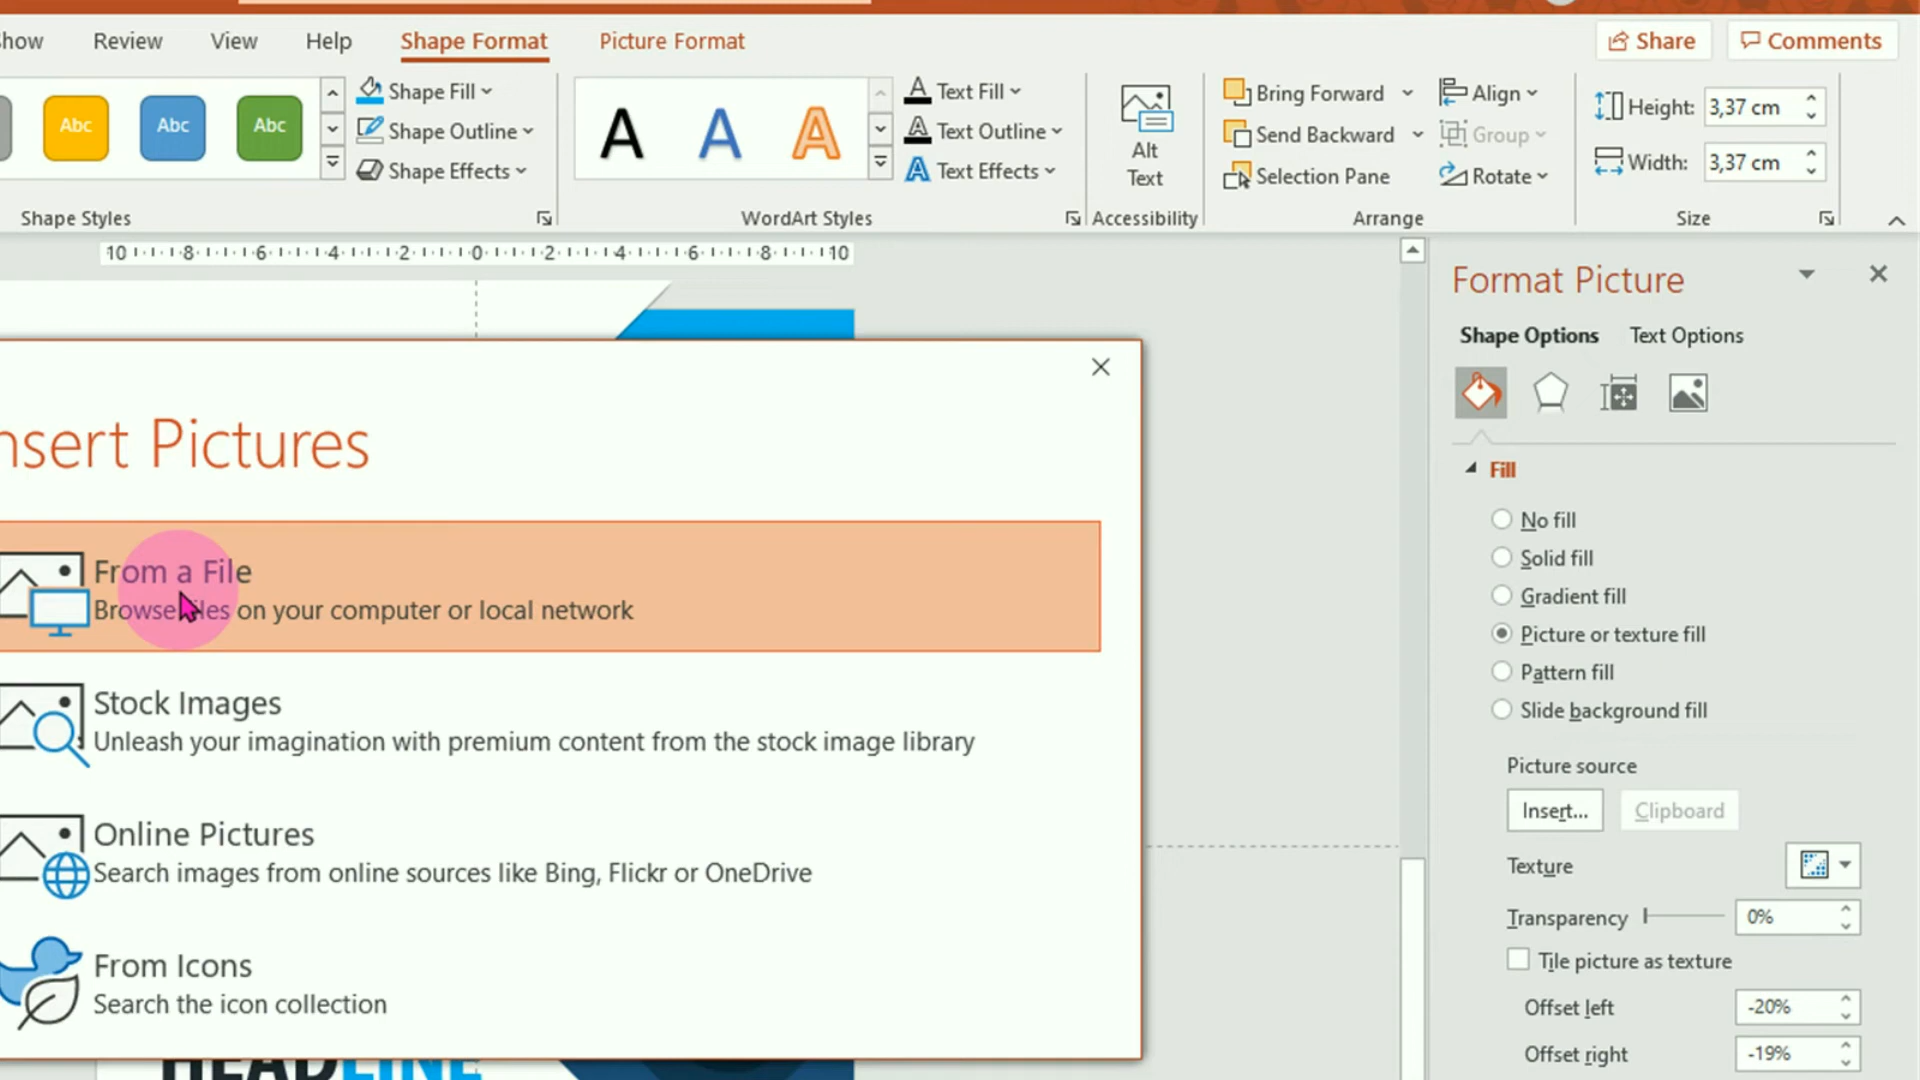 Show Review View Help Shape Format Picture Format Share Comments
Abc Abc Abc
Shape Fill
Shape Outline
Shape Effects
A A A
Text Fill
Text Outline
Text Effects
Alt
Text
Bring Forward
Send Backward
Selection Pane
Align
Group
Rotate
Height: 3,37 cm
Width: 3,37 cm
Shape Styles WordArt Styles Accessibility Arrange Size
10 8 6 4 2 0 2 4 6 8 10
nsert Pictures
From a File
Browse files on your computer or local network
Stock Images
Unleash your imagination with premium content from the stock image library
Online Pictures
Search images from online sources like Bing, Flickr or OneDrive
From Icons
Search the icon collection
HEADLINE
Format Picture
Shape Options Text Options
Fill
No fill
Solid fill
Gradient fill
Picture or texture fill
Pattern fill
Slide background fill
Picture source
Insert... Clipboard
Texture
Transparency 0%
Tile picture as texture
Offset left -20%
Offset right -19%